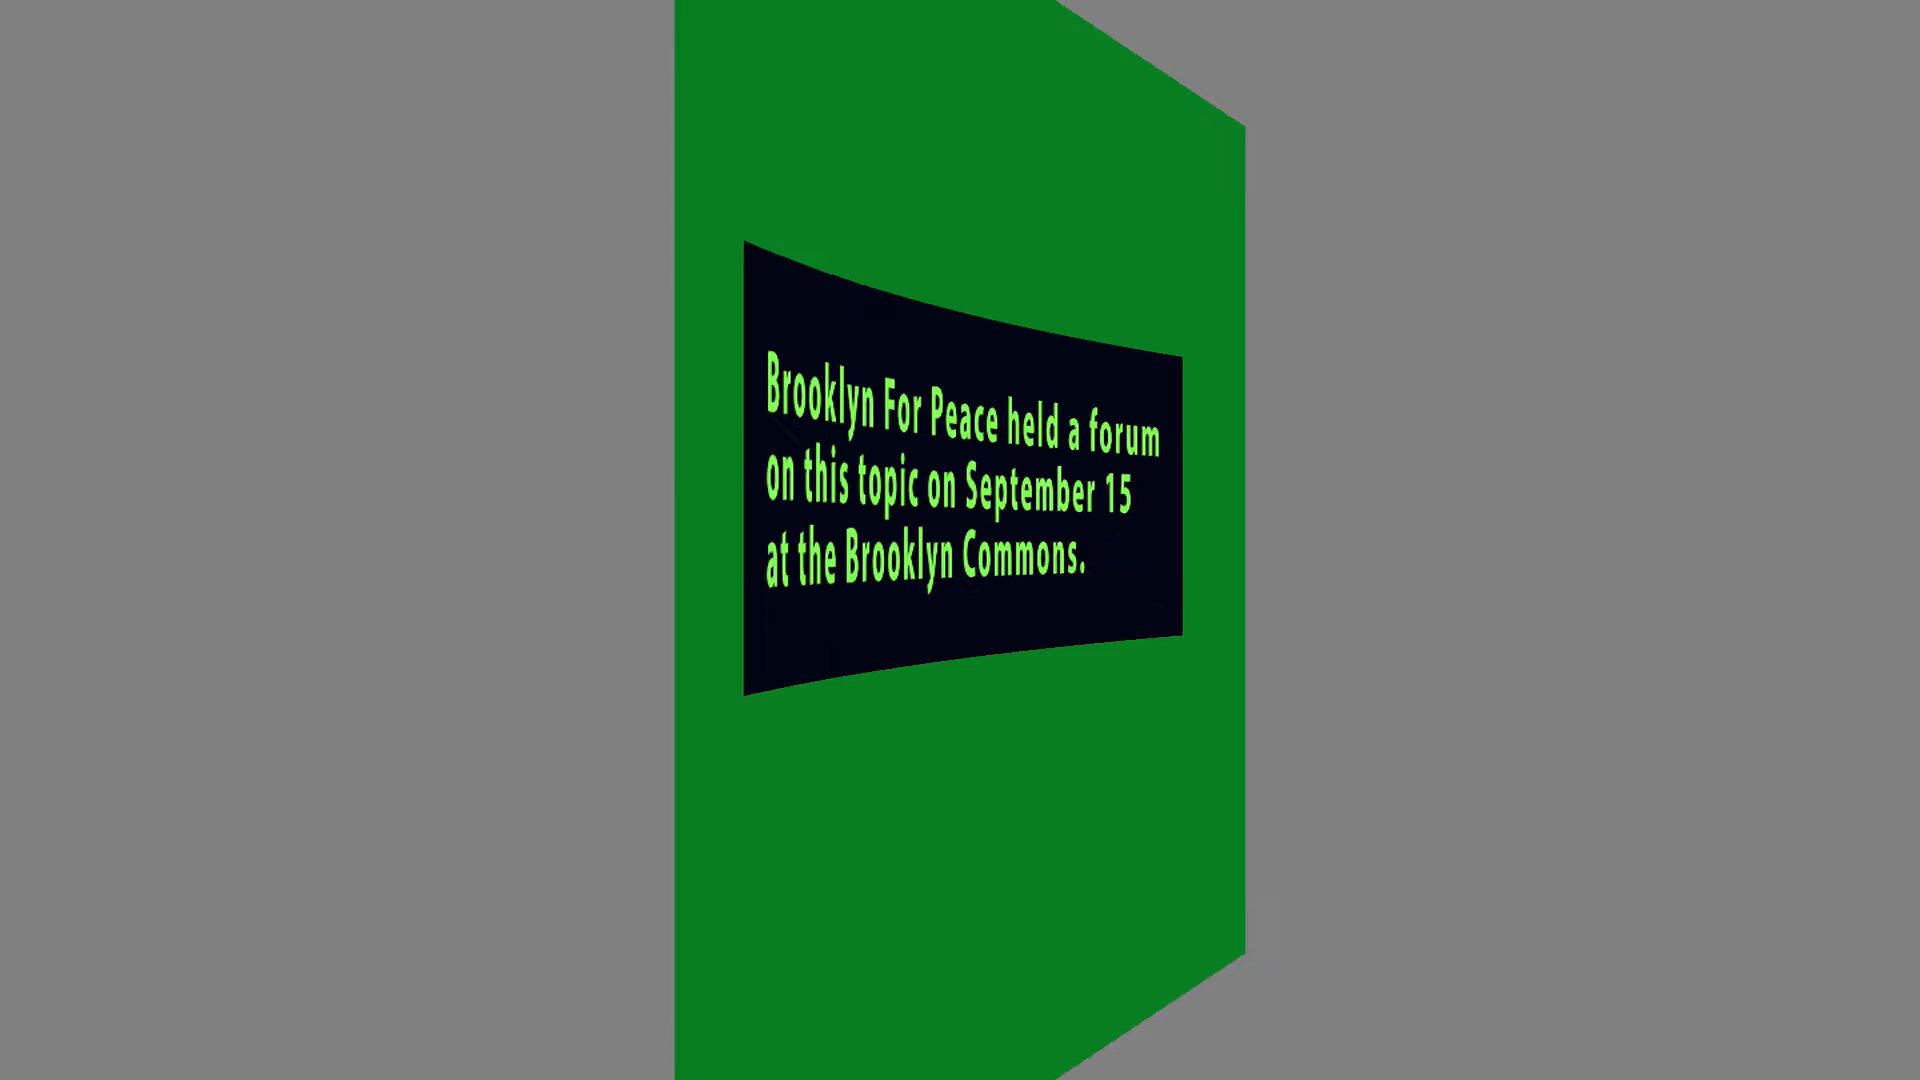 Brooklyn For Peace held a forum
on this topic on September 15
at the Brooklyn Commons.